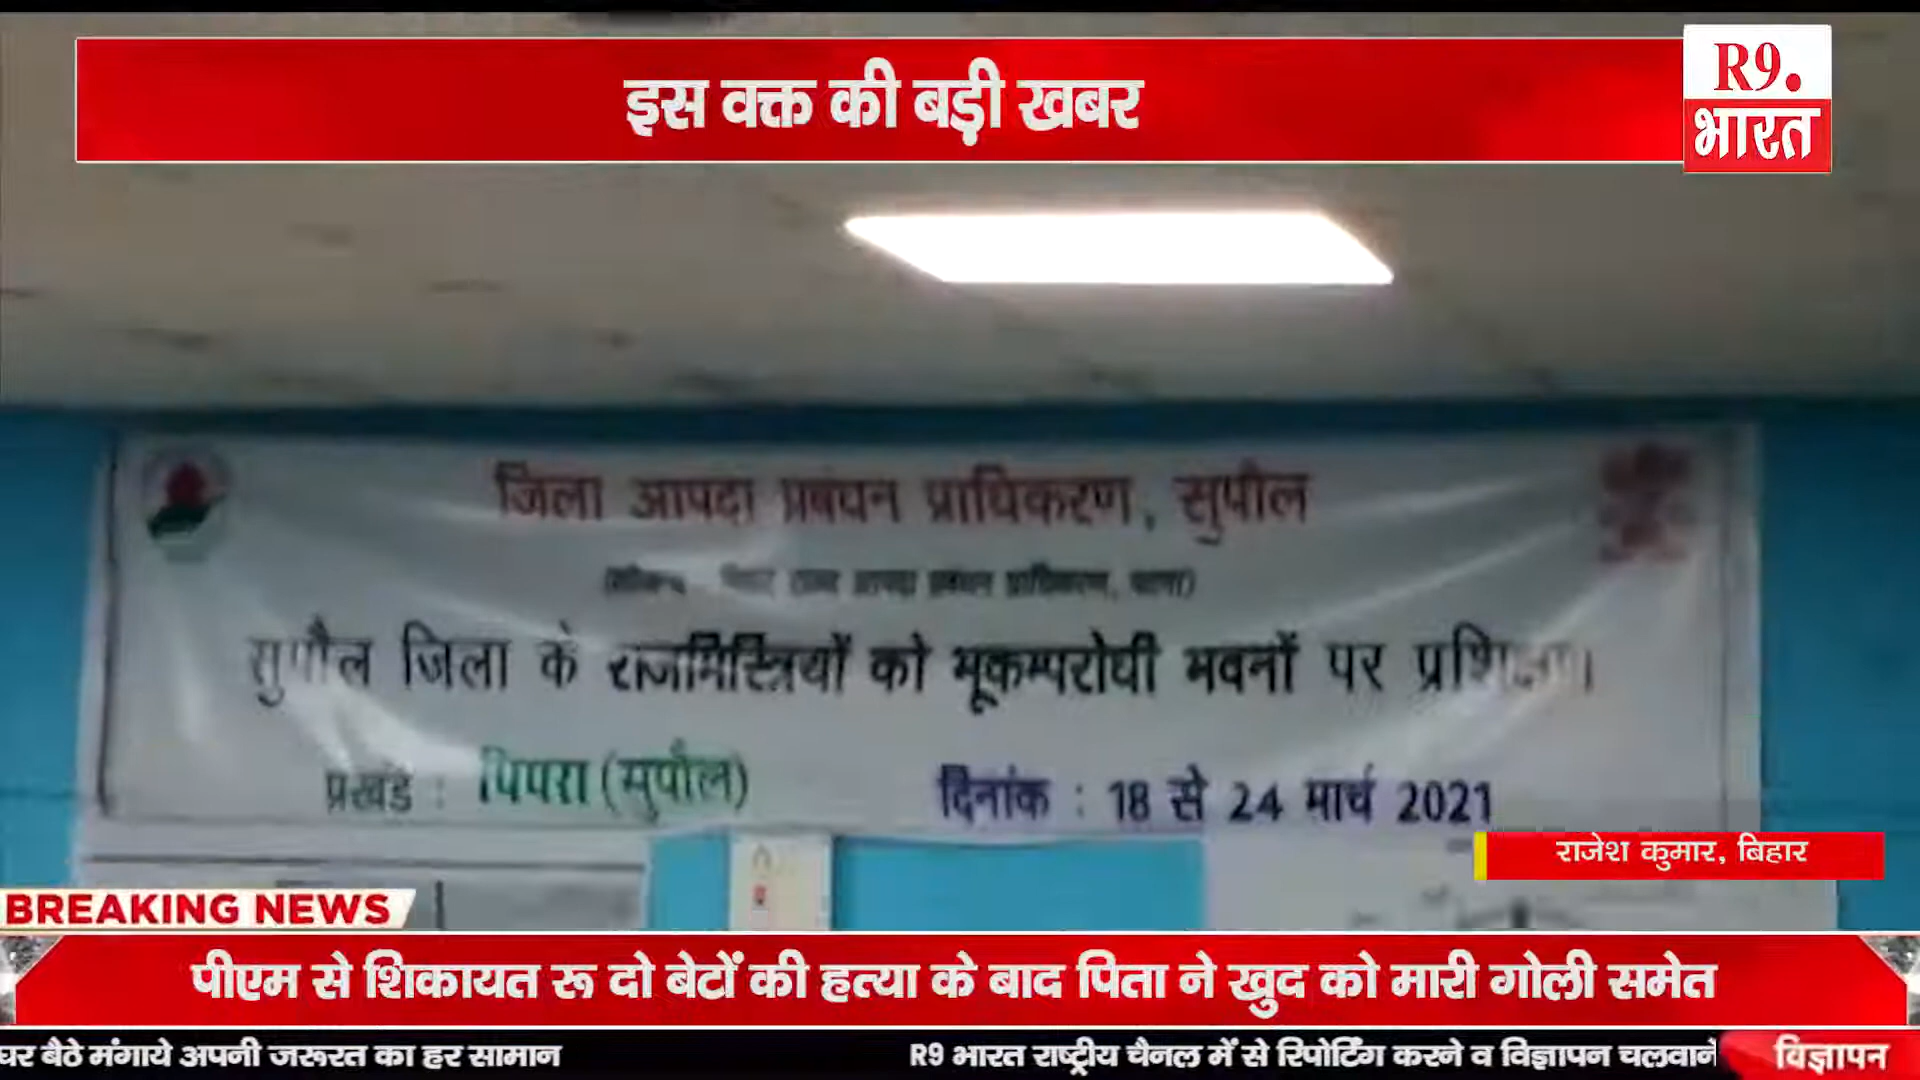 इस वक्त की बड़ी खबर
R9.
भारत
जिला आपदा प्रबंधन प्राधिकरण, सुपौल
सुपौल जिला के राजमिस्त्रियों को भूकम्परोधी भवनों पर प्रशिक्षण।
प्रखंड : पिपरा (सुपौल)
दिनांक : 18 से 24 मार्च 2021
राजेश कुमार, बिहार
BREAKING NEWS
पीएम से शिकायत रू दो बेटों की हत्या के बाद पिता ने खुद को मारी गोली समेत
घर बैठे मंगाये अपनी जरूरत का हर सामान
R9 भारत राष्ट्रीय चैनल में से रिपोर्टिंग करने व विज्ञापन चलवाने
विज्ञापन